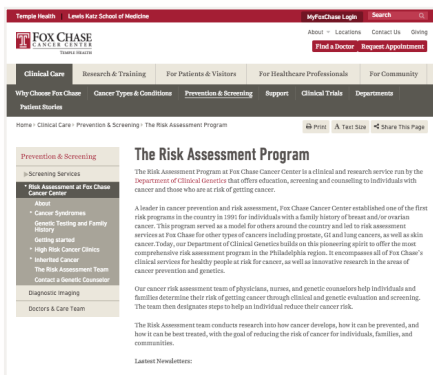 Temple Health Lewis Katz School of Medicine MyFoxChase Login Search
FOX CHASE
CANCER CENTER
TEMPLE HEALTH
About Locations Contact Us Giving
Find a Doctor Request Appointment
Clinical Care Research & Training For Patients & Visitors For Healthcare Professionals For Community
Why Choose Fox Chase Cancer Types & Conditions Prevention & Screening Support Clinical Trials Departments
Patient Stories
Home › Clinical Care › Prevention & Screening › The Risk Assessment Program
Print A Text Size Share This Page
Prevention & Screening
Screening Services
Risk Assessment at Fox Chase
Cancer Center
About
Cancer Syndromes
Genetic Testing and Family
History
Getting started
High Risk Cancer Clinics
Inherited Cancer
The Risk Assessment Team
Contact a Genetic Counselor
Diagnostic Imaging
Doctors & Care Team
The Risk Assessment Program
The Risk Assessment Program at Fox Chase Cancer Center is a clinical and research service run by the
Department of Clinical Genetics that offers education, screening and counseling to individuals with
cancer and those who are at risk of getting cancer.
A leader in cancer prevention and risk assessment, Fox Chase Cancer Center established one of the first
risk programs in the country in 1991 for individuals with a family history of breast and/or ovarian
cancer. This program served as a model for others around the country and led to risk assessment
services at Fox Chase for other types of cancers including prostate, GI and lung cancers, as well as skin
cancer. Today, our Department of Clinical Genetics builds on this pioneering spirit to offer the most
comprehensive risk assessment program in the Philadelphia region. It encompasses all of Fox Chase's
clinical services for healthy people at risk for cancer, as well as innovative research in the areas of
cancer prevention and genetics.
Our cancer risk assessment team of physicians, nurses, and genetic counselors help individuals and
families determine their risk of getting cancer through clinical and genetic evaluation and screening.
The team then designates steps to help an individual reduce their cancer risk.
The Risk Assessment team conducts research into how cancer develops, how it can be prevented, and
how it can be best treated, with the goal of reducing the risk of cancer for individuals, families, and
communities.
Lastest Newsletters: